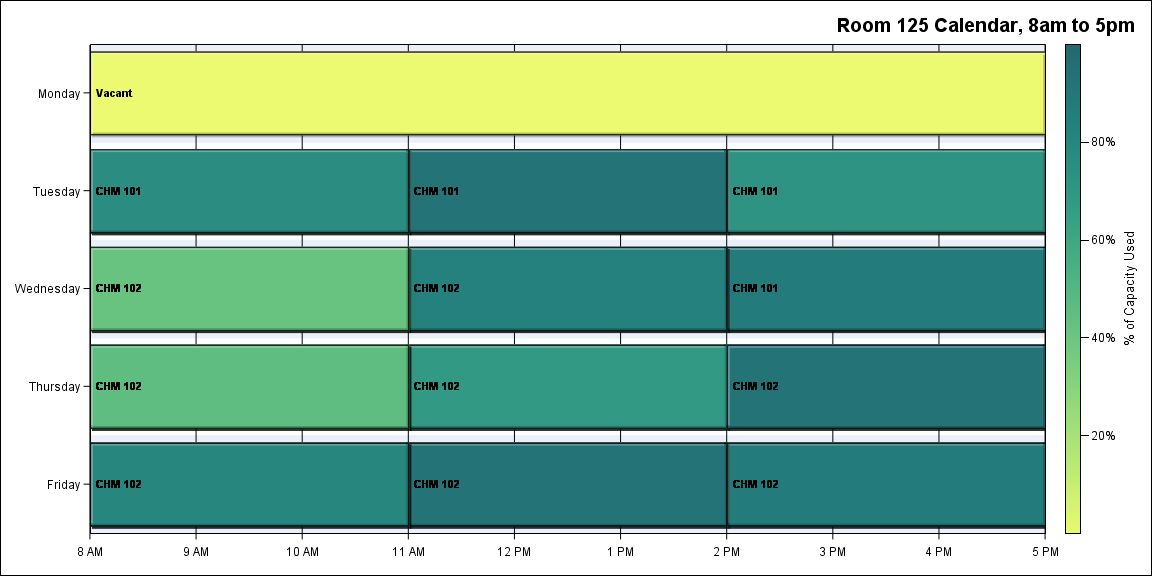 Room 125 Calendar, 8am to 5pm
Monday
Vacant
Tuesday
CHM 101
CHM 101
CHM 101
Wednesday
CHM 102
CHM 102
CHM 101
Thursday
CHM 102
CHM 102
CHM 102
Friday
CHM 102
CHM 102
CHM 102
8 AM
9 AM
10 AM
11 AM
12 PM
1 PM
2 PM
3 PM
4 PM
5 PM
80%
60%
40%
20%
% of Capacity Used